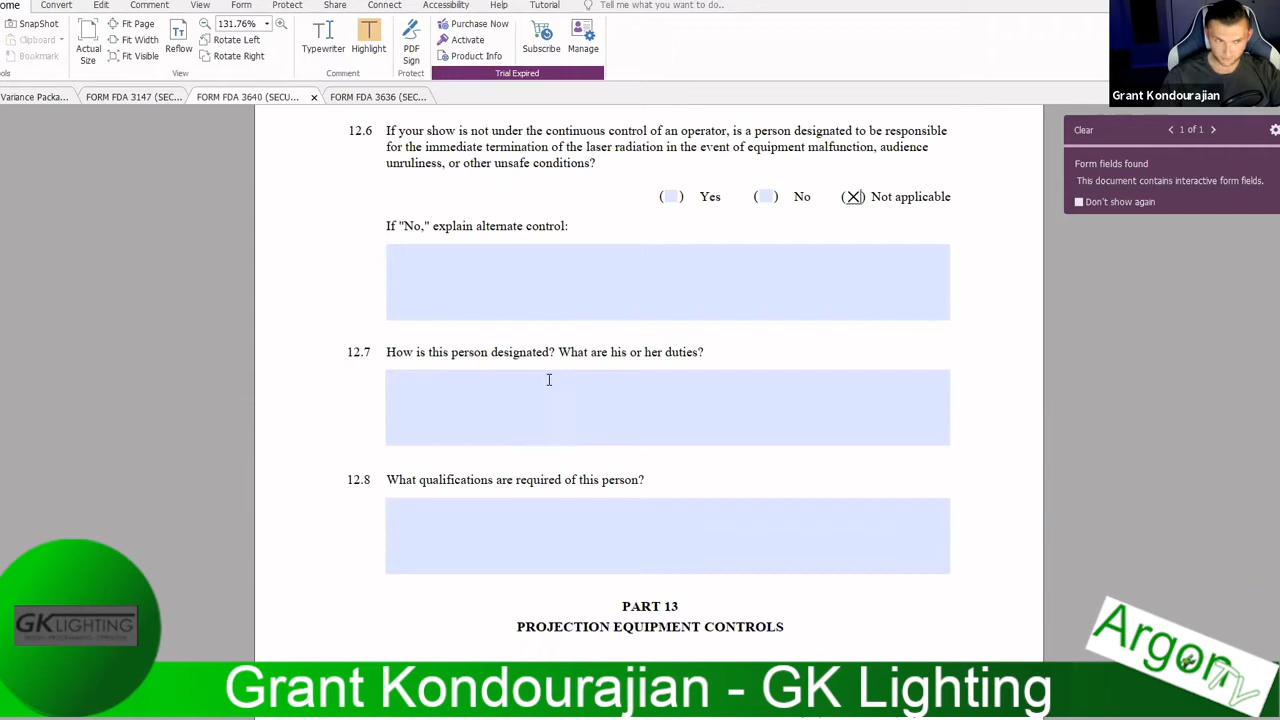 ome Convert Edit Comment View Form Protect Share Connect Accessibility Help Tutorial Tell me what you want to do..
SnapShot Fit Page 131.76% Purchase Now
Clipboard Fit Width Rotate Left Activate
Bookmark Fit Visible Rotate Right Product Info
Actual Size Reflow Typewriter Highlight PDF Sign Subscribe Manage
ols View Comment Protect Trial Expired
Variance Packa... FORM FDA 3147 (SEC... FORM FDA 3640 (SECU... × FORM FDA 3636 (SEC...
Grant Kondourajian
Clear 1 of 1
Form fields found
This document contains interactive form fields.
Don't show again
12.6 If your show is not under the continuous control of an operator, is a person designated to be responsible
for the immediate termination of the laser radiation in the event of equipment malfunction, audience
unruliness, or other unsafe conditions?
( ) Yes ( ) No (X) Not applicable
If "No," explain alternate control:
12.7 How is this person designated? What are his or her duties?
12.8 What qualifications are required of this person?
PART 13
PROJECTION EQUIPMENT CONTROLS
GK LIGHTING
Argon TV
Grant Kondourajian - GK Lighting